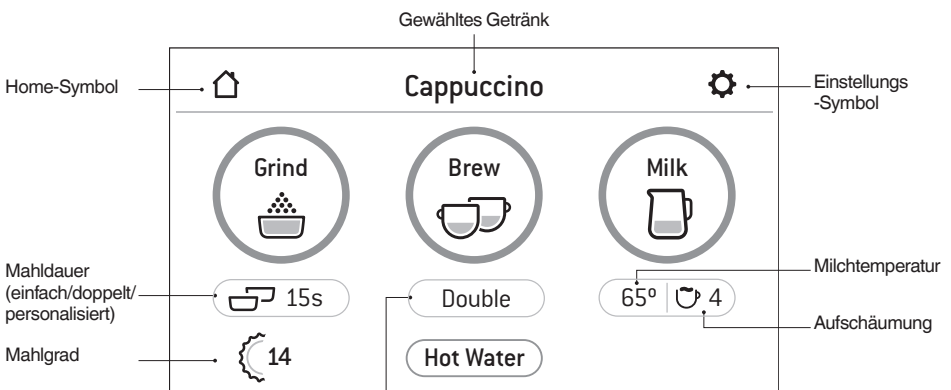 Gewähltes Getränk
Home-Symbol
Cappuccino
Einstellungs
-Symbol
Grind
Brew
Milk
Mahldauer
(einfach/doppelt/
personalisiert)
15s
Double
65º
4
Milchtemperatur
Aufschäumung
Mahlgrad
14
Hot Water